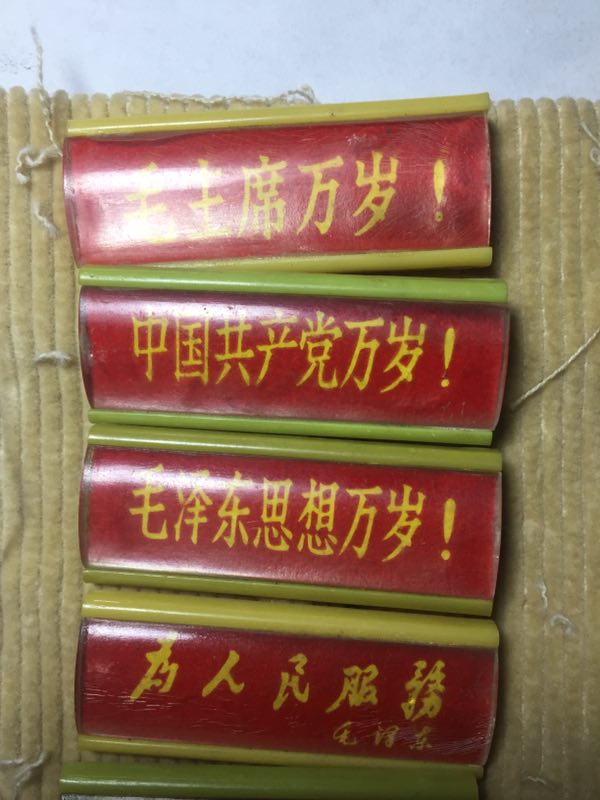 毛主席万岁！
中国共产党万岁！
毛泽东思想万岁！
为人民服務
毛泽东